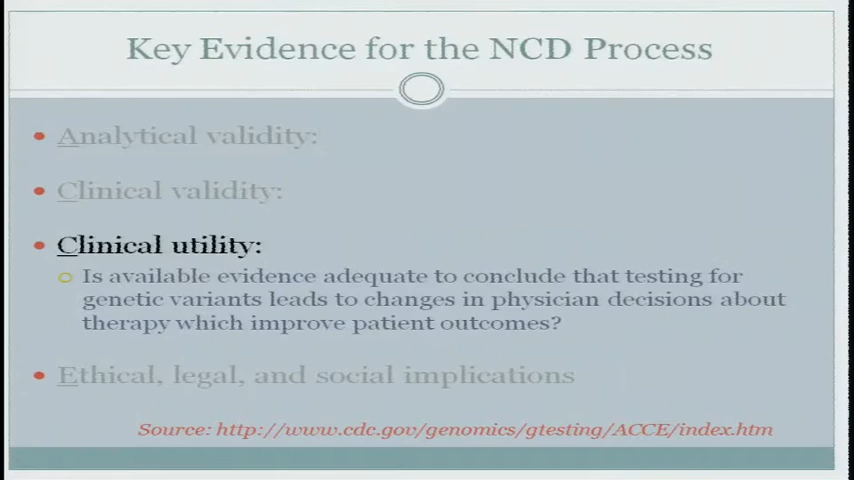 Key Evidence for the NCD Process
Analytical validity:
Clinical validity:
Clinical utility:
Is available evidence adequate to conclude that testing for
genetic variants leads to changes in physician decisions about
therapy which improve patient outcomes?
Ethical, legal, and social implications
Source: http://www.cdc.gov/genomics/gtesting/ACCE/index.htm